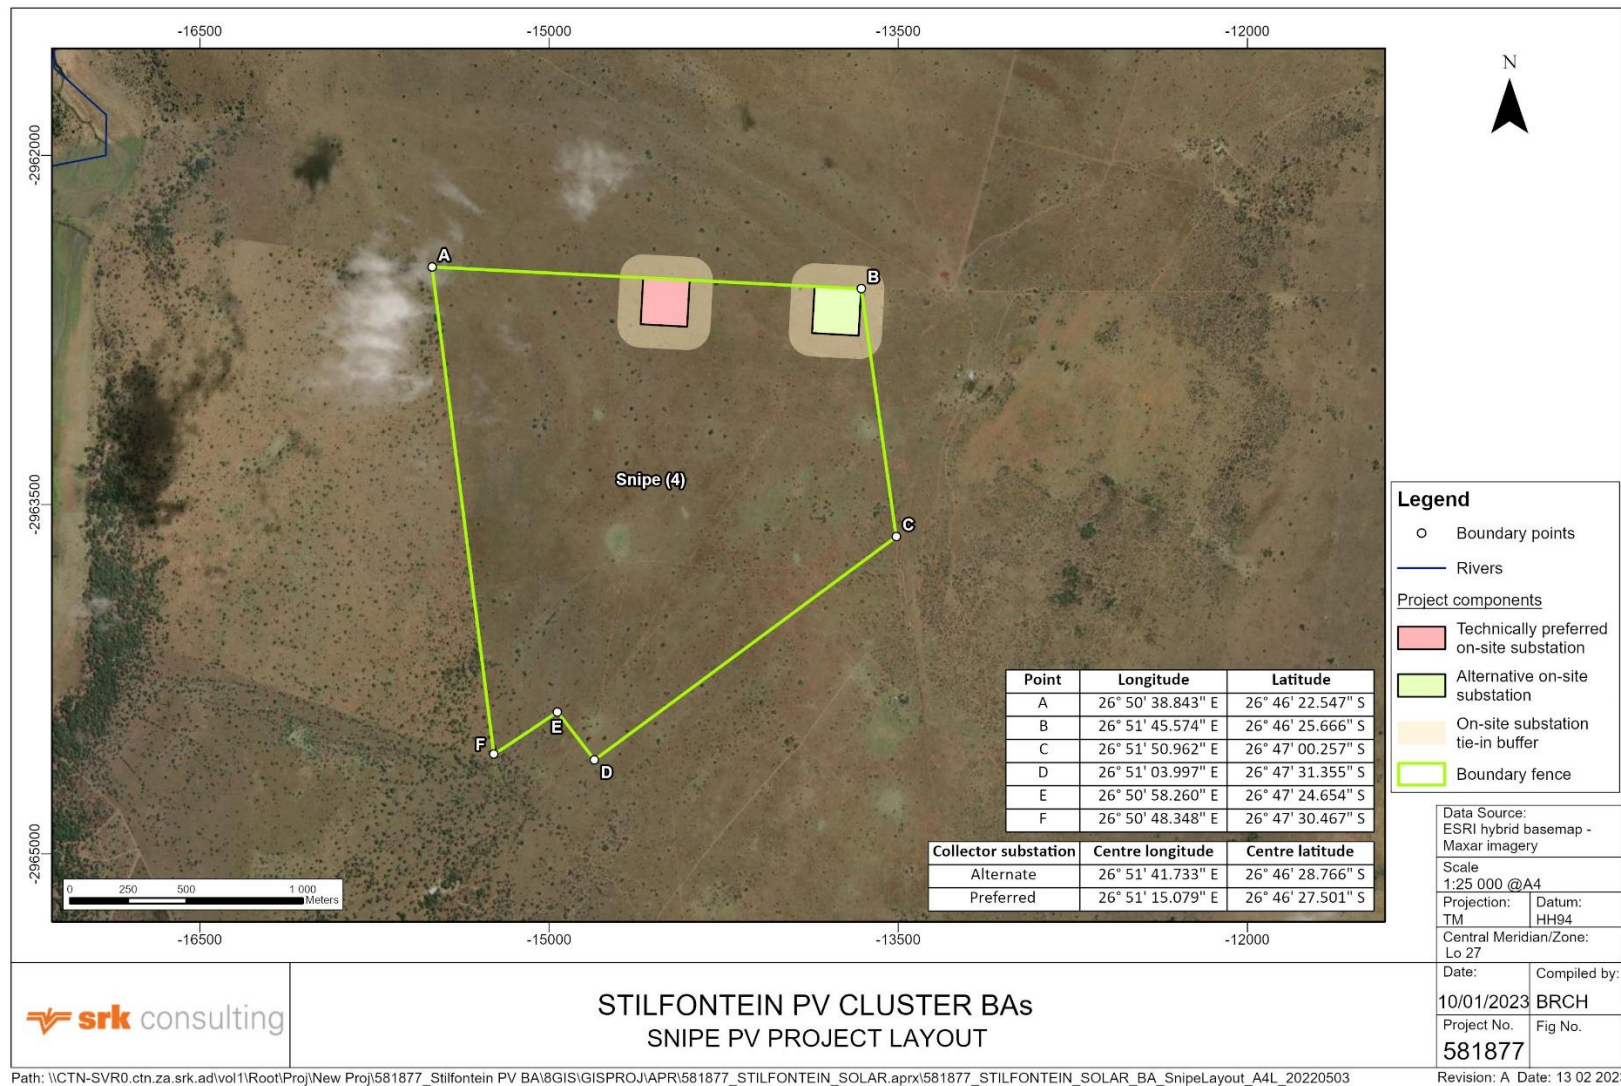 -16500 -15000 -13500 -12000
-2962000
-2963500
-2965000
N
A
B
C
D
E
F
Snipe (4)
Legend
Boundary points
Rivers
Project components
Technically preferred
on-site substation
Alternative on-site
substation
On-site substation
tie-in buffer
Boundary fence
Point Longitude Latitude
A 26° 50' 38.843" E 26° 46' 22.547" S
B 26° 51' 45.574" E 26° 46' 25.666" S
C 26° 51' 50.962" E 26° 47' 00.257" S
D 26° 51' 03.997" E 26° 47' 31.355" S
E 26° 50' 58.260" E 26° 47' 24.654" S
F 26° 50' 48.348" E 26° 47' 30.467" S
Collector substation Centre longitude Centre latitude
Alternate 26° 51' 41.733" E 26° 46' 28.766" S
Preferred 26° 51' 15.079" E 26° 46' 27.501" S
0 250 500 1 000
Meters
-16500 -15000 -13500 -12000
Data Source:
ESRI hybrid basemap -
Maxar imagery
Scale
1:25 000 @A4
Projection: Datum:
TM HH94
Central Meridian/Zone:
Lo 27
Date: Compiled by:
10/01/2023 BRCH
Project No. Fig No.
581877
srk consulting
STILFONTEIN PV CLUSTER BAs
SNIPE PV PROJECT LAYOUT
Path: \\CTN-SVR0.ctn.za.srk.ad\vol1\Root\Proj\New Proj\581877_Stilfontein PV BA\8GIS\GISPROJ\APR\581877_STILFONTEIN_SOLAR.aprx\581877_STILFONTEIN_SOLAR_BA_SnipeLayout_A4L_20220503
Revision: A Date: 13 02 202